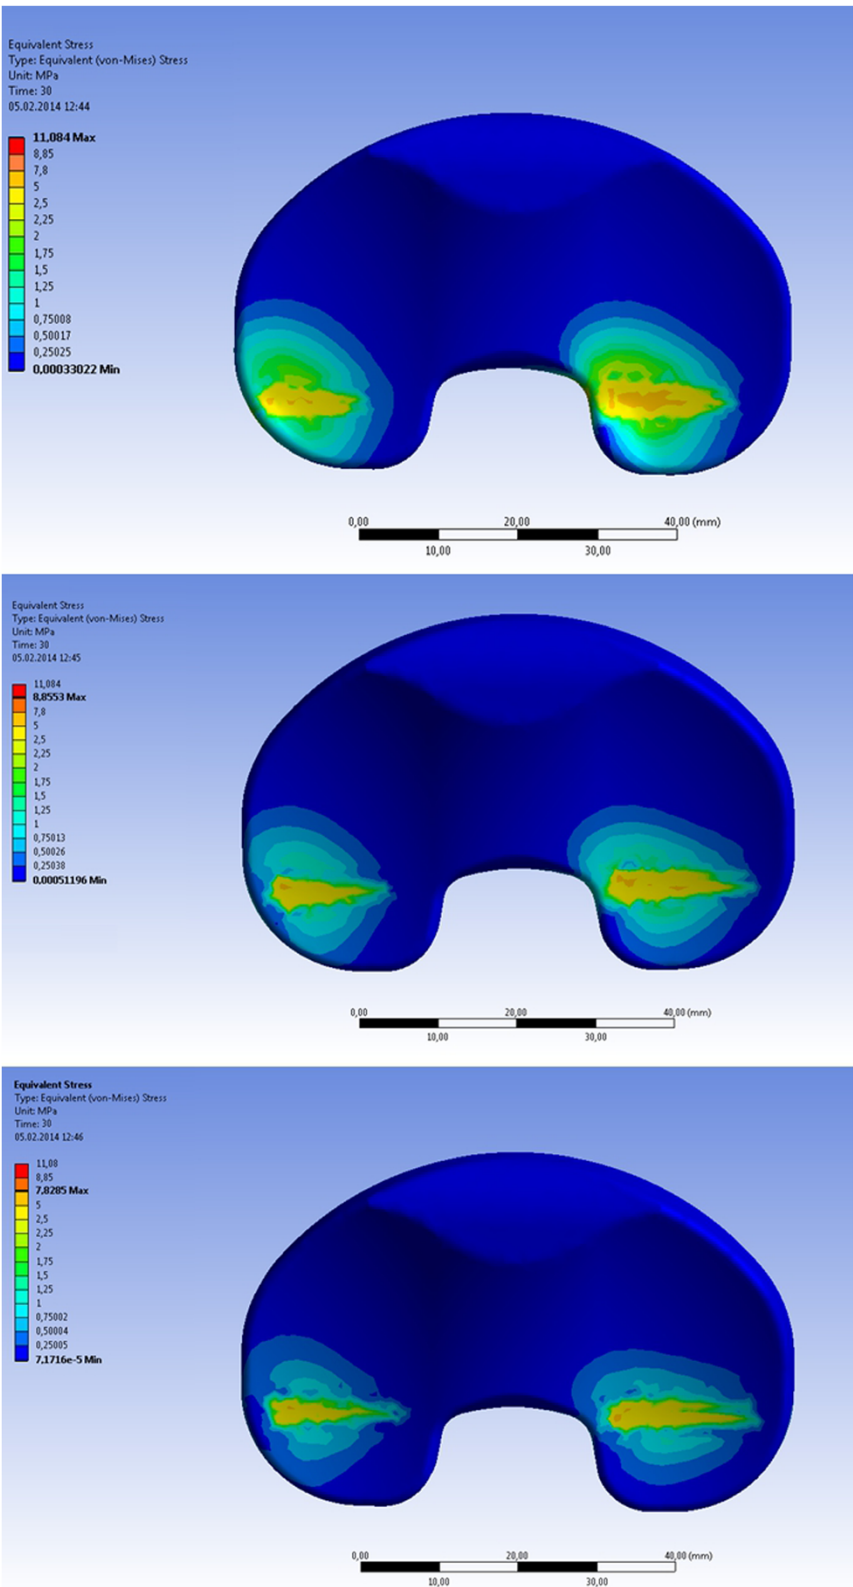 Equivalent Stress
Type: Equivalent (von-Mises) Stress
Unit: MPa
Time: 30
05.02.2014 12:44
11,084 Max
8,85
7,8
5
2,5
2,25
2
1,75
1,5
1,25
1
0,75008
0,50017
0,25025
0,00033022 Min
0,00 20,00 40,00 (mm)
10,00 30,00
Equivalent Stress
Type: Equivalent (von-Mises) Stress
Unit: MPa
Time: 30
05.02.2014 12:45
11,084
8,8553 Max
7,8
5
2,5
2,25
2
1,75
1,5
1,25
1
0,75013
0,50026
0,25038
0,00051196 Min
0,00 20,00 40,00 (mm)
10,00 30,00
Equivalent Stress
Type: Equivalent (von-Mises) Stress
Unit: MPa
Time: 30
05.02.2014 12:46
11,08
8,85
7,8285 Max
5
2,5
2,25
2
1,75
1,5
1,25
1
0,75002
0,50004
0,25005
7,1716e-5 Min
0,00 20,00 40,00 (mm)
10,00 30,00